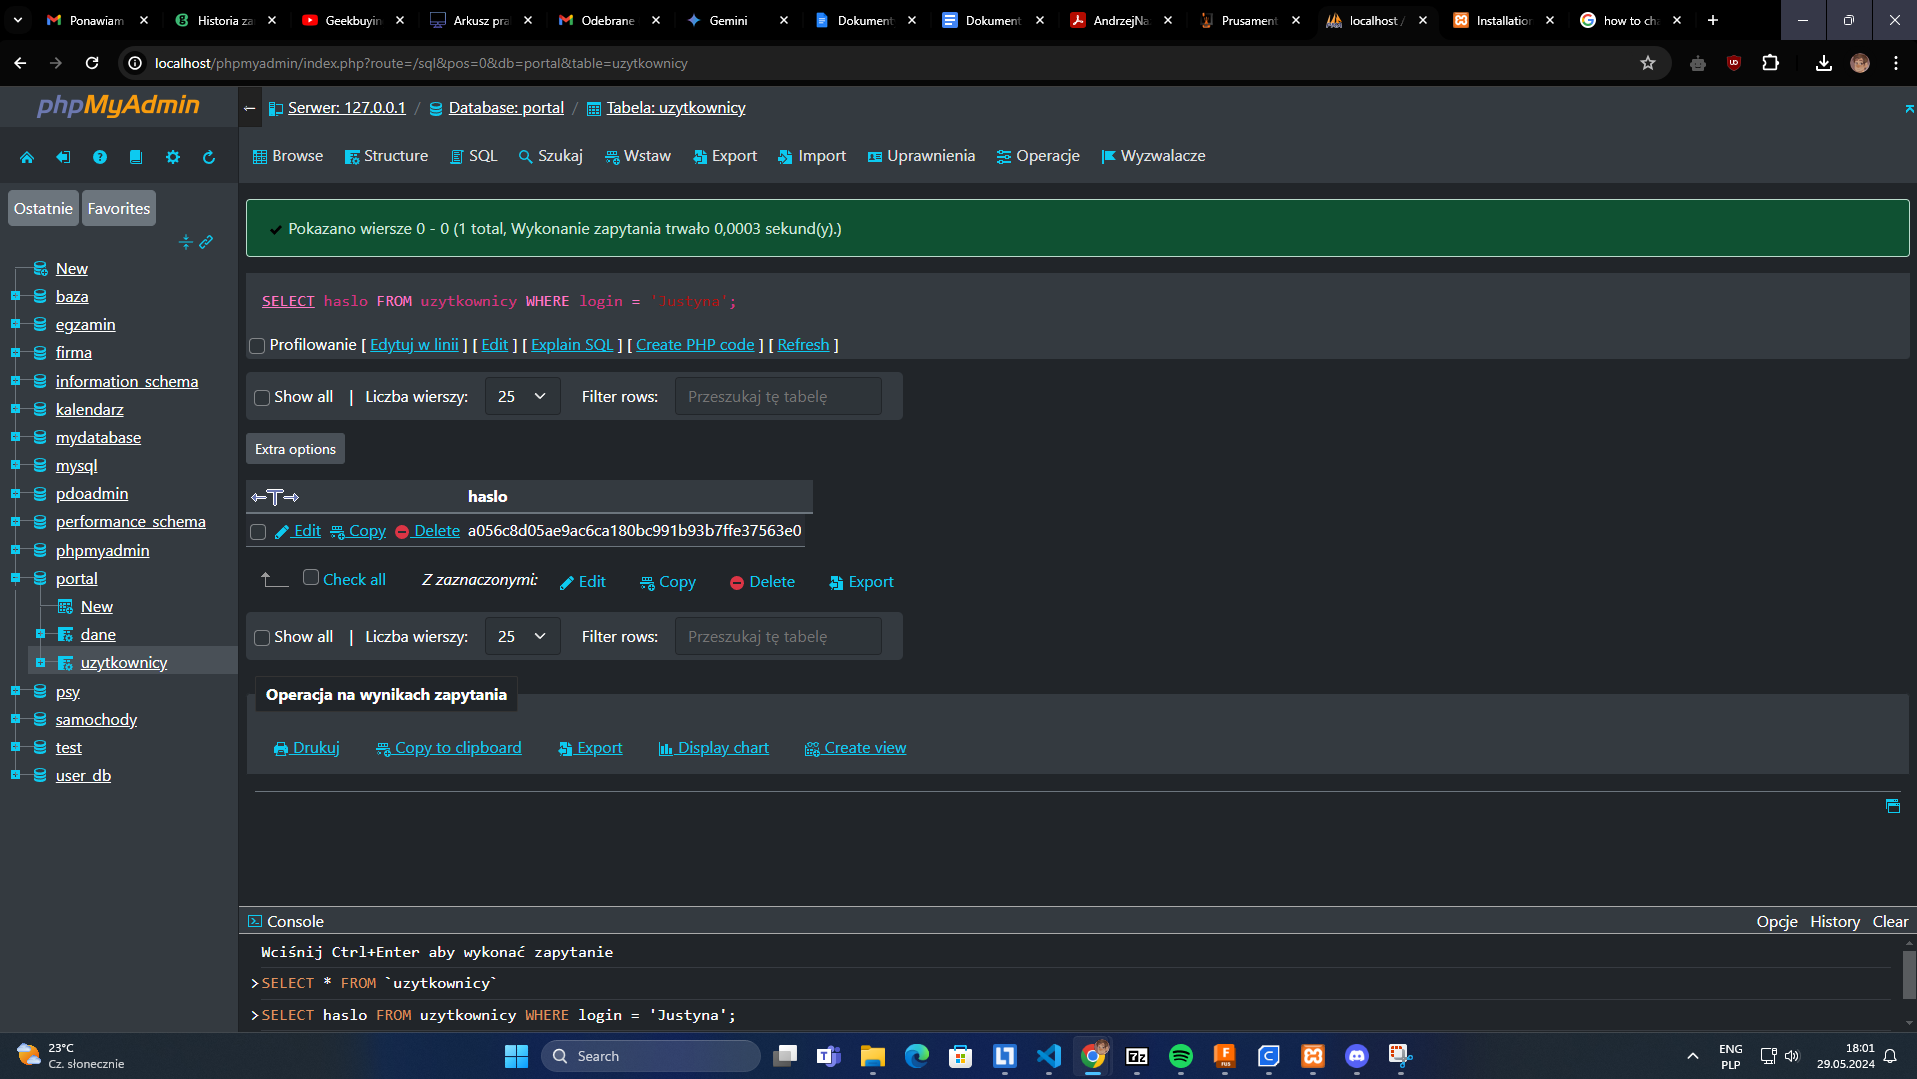 Ponawiam
Historia za
Geekbuyin
Arkusz pra
Odebrane
Gemini
Dokument
Dokument
AndrzejNa
Prusament
localhost /
Installation
how to cha
localhost/phpmyadmin/index.php?route=/sql&pos=0&db=portal&table=uzytkownicy
phpMyAdmin
Ostatnie
Favorites
New
baza
egzamin
firma
information_schema
kalendarz
mydatabase
mysql
pdoadmin
performance_schema
phpmyadmin
portal
New
dane
uzytkownicy
psy
samochody
test
user_db
Serwer: 127.0.0.1 / Database: portal / Tabela: uzytkownicy
Browse Structure SQL Szukaj Wstaw Export Import Uprawnienia Operacje Wyzwalacze
Pokazano wiersze 0 - 0 (1 total, Wykonanie zapytania trwało 0,0003 sekund(y).)
SELECT haslo FROM uzytkownicy WHERE login = 'Justyna';
Profilowanie [ Edytuj w linii ] [ Edit ] [ Explain SQL ] [ Create PHP code ] [ Refresh ]
Show all | Liczba wierszy: 25 Filter rows: Przeszukaj tę tabelę
Extra options
←T→ haslo
Edit Copy Delete a056c8d05ae9ac6ca180bc991b93b7ffe37563e0
Check all Z zaznaczonymi: Edit Copy Delete Export
Show all | Liczba wierszy: 25 Filter rows: Przeszukaj tę tabelę
Operacja na wynikach zapytania
Drukuj Copy to clipboard Export Display chart Create view
Console Opcje History Clear
Wciśnij Ctrl+Enter aby wykonać zapytanie
>SELECT * FROM `uzytkownicy`
>SELECT haslo FROM uzytkownicy WHERE login = 'Justyna';
23°C
Cz. słonecznie
Search
ENG
PLP
18:01
29.05.2024